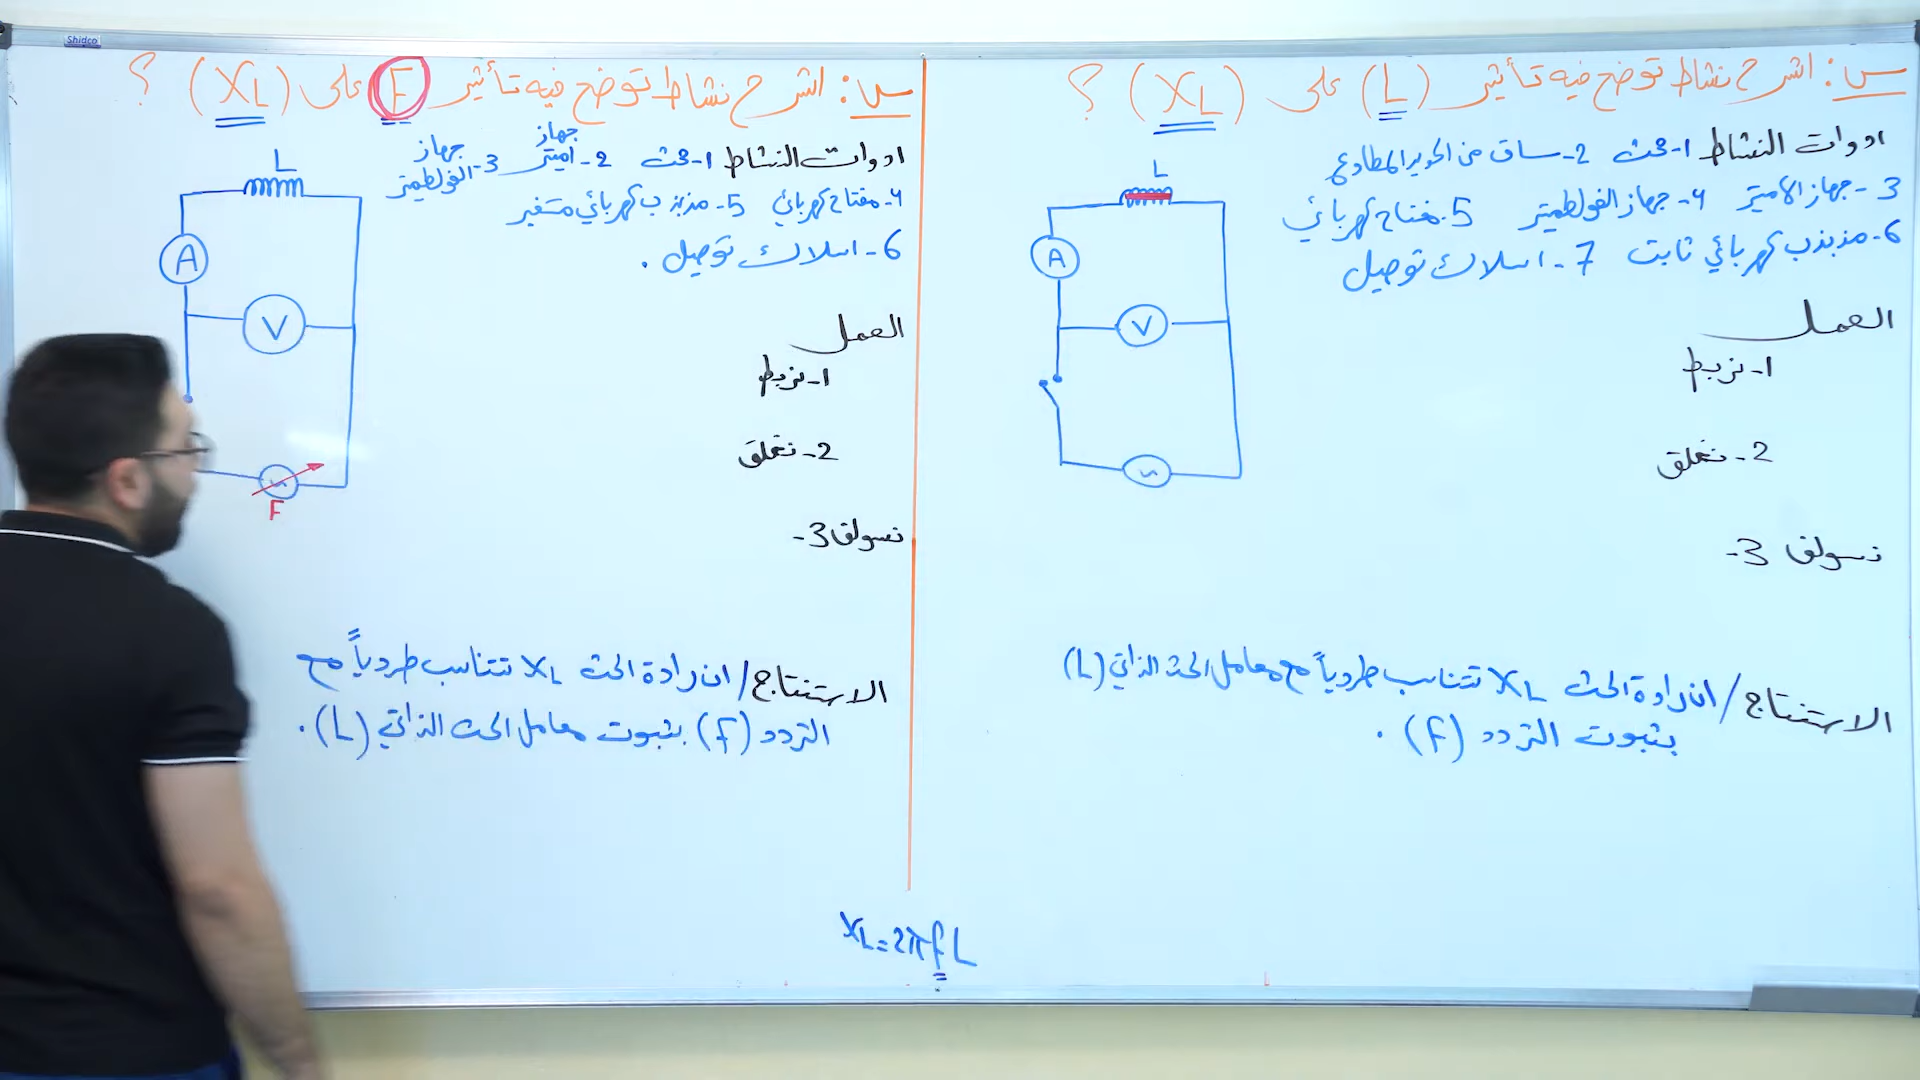 Shidco
س : اشرح نشاط توضح فيه تأثير (L) على (XL) ؟
ادوات النشاط 1- محث 2- ساق من الحديد المطاوع
3- جهاز الأميتر 4- جهاز الفولطميتر 5- مفتاح كهربائي
6- مذبذب كهربائي ثابت 7- اسلاك توصيل
L
A
V
العمل
1- نربط
2- نغلق
نسولف 3-
الاستنتاج / ان رادة الحث XL تتناسب طردياً مع معامل الحث الذاتي (L)
بثبوت التردد (f) .
س : اشرح نشاط توضح فيه تأثير F على (XL) ؟
ادوات النشاط 1- محث 2- جهاز اميتر 3- جهاز الفولطميتر
4- مفتاح كهربائي 5- مذبذب كهربائي متغير
6- اسلاك توصيل .
L
A
V
F
العمل
1- نربط
2- نغلق
نسولف 3-
الاستنتاج / ان رادة الحث XL تتناسب طردياً مع
التردد (f) بثبوت معامل الحث الذاتي (L) .
XL = 2πfL